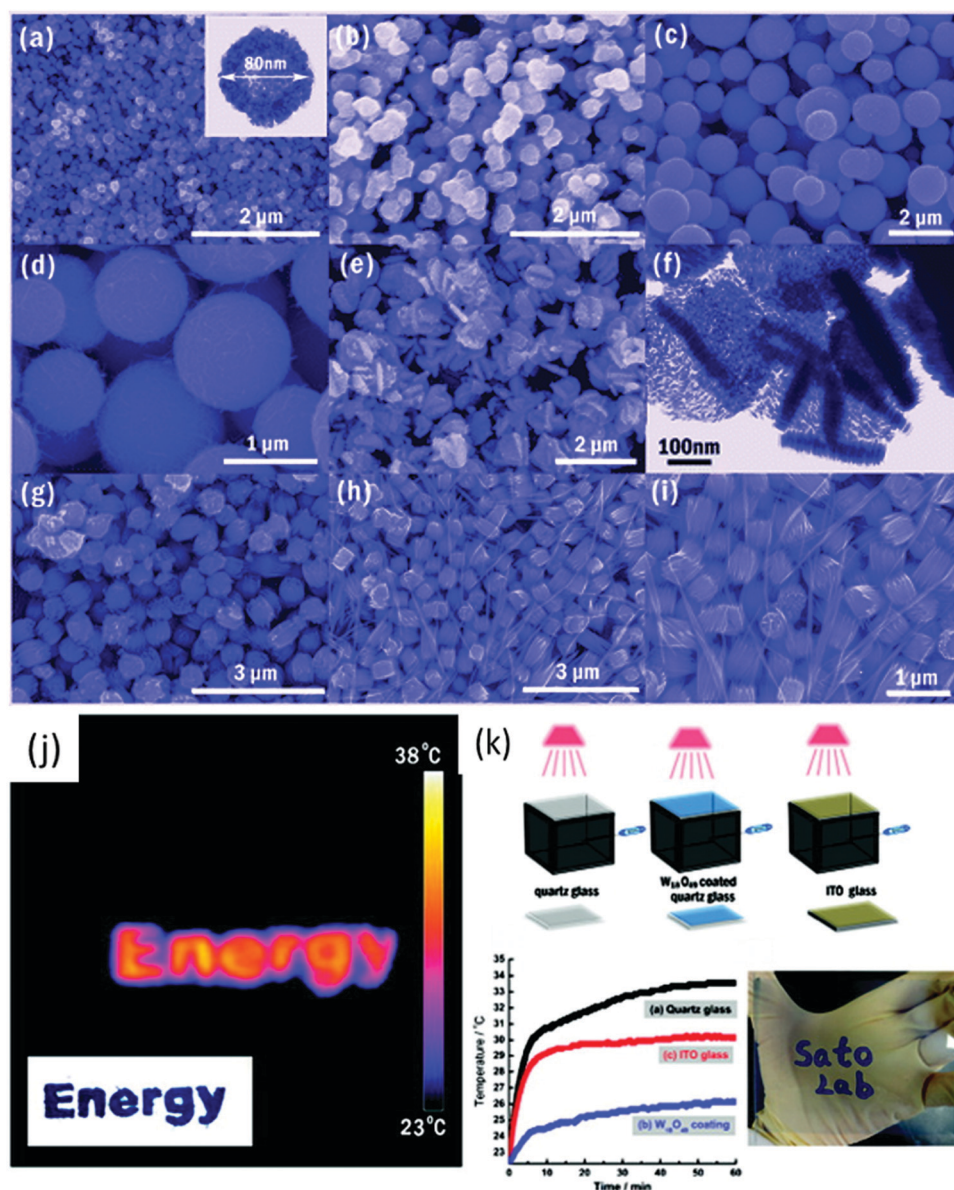 (a)
80nm
2 μm
(b)
2 μm
(c)
2 μm
(d)
1 μm
(e)
2 μm
(f)
100nm
(g)
3 μm
(h)
3 μm
(i)
1 μm
(j)
38°C
23°C
Energy
Energy
(k)
quartz glass
W₁₈O₄₉ coated
quartz glass
ITO glass
Temperature / °C
35
34
33
32
31
30
29
28
27
26
25
24
23
0
10
20
30
40
50
60
Time / min
(a) Quartz glass
(c) ITO glass
(b) W₁₈O₄₉ coating
Sato
Lab